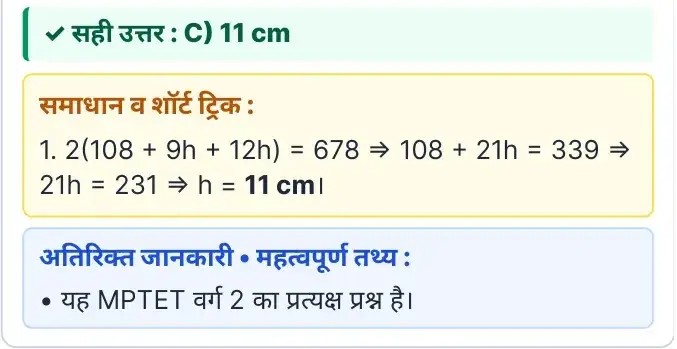 ✓ सही उत्तर : C) 11 cm
समाधान व शॉर्ट ट्रिक :
1. 2(108 + 9h + 12h) = 678 ⇒ 108 + 21h = 339 ⇒
21h = 231 ⇒ h = 11 cm।
अतिरिक्त जानकारी • महत्वपूर्ण तथ्य :
• यह MPTET वर्ग 2 का प्रत्यक्ष प्रश्न है।